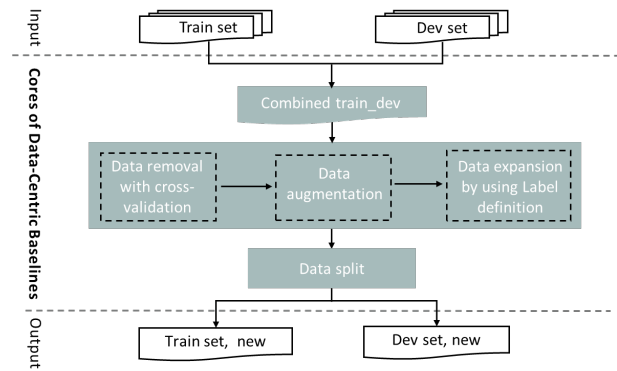 Input
Train set
Dev set
Cores of Data-Centric Baselines
Combined train_dev
Data removal
with cross-
validation
Data
augmentation
Data expansion
by using Label
definition
Data split
Output
Train set, new
Dev set, new